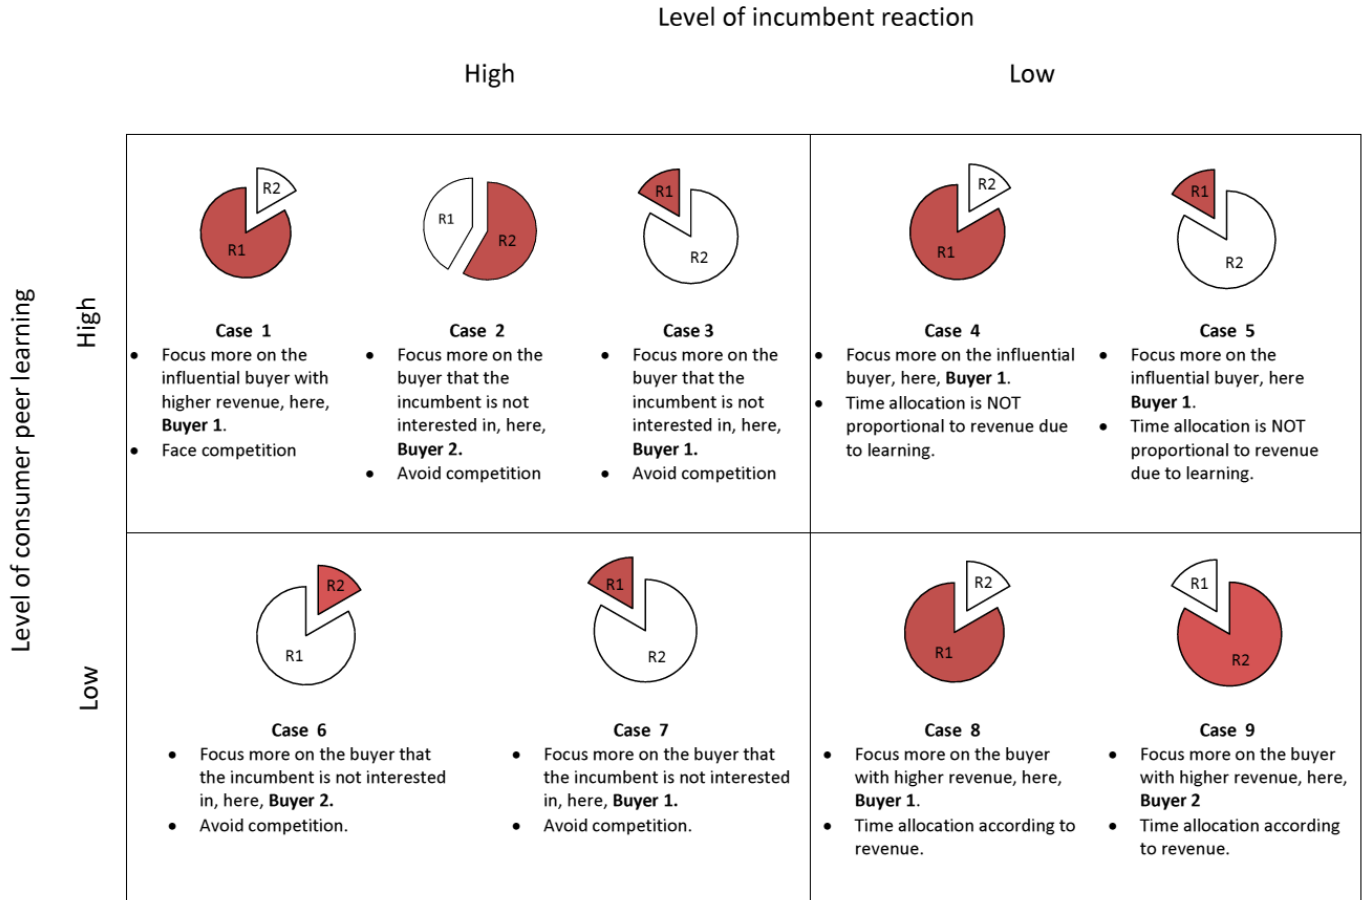 Level of incumbent reaction
High
Low
Level of consumer peer learning
High
R2
R1
Case 1
• Focus more on the
influential buyer with
higher revenue, here,
Buyer 1.
• Face competition
R1
R2
Case 2
• Focus more on the
buyer that the
incumbent is not
interested in, here,
Buyer 2.
• Avoid competition
R1
R2
Case 3
• Focus more on the
buyer that the
incumbent is not
interested in, here,
Buyer 1.
• Avoid competition
R2
R1
Case 4
• Focus more on the influential
buyer, here, Buyer 1.
• Time allocation is NOT
proportional to revenue due
to learning.
R1
R2
Case 5
• Focus more on the
influential buyer, here
Buyer 1.
• Time allocation is NOT
proportional to revenue
due to learning.
Low
R2
R1
Case 6
• Focus more on the buyer that
the incumbent is not interested
in, here, Buyer 2.
• Avoid competition.
R1
R2
Case 7
• Focus more on the buyer that
the incumbent is not interested
in, here, Buyer 1.
• Avoid competition.
R2
R1
Case 8
• Focus more on the buyer
with higher revenue, here,
Buyer 1.
• Time allocation according to
revenue.
R1
R2
Case 9
• Focus more on the buyer
with higher revenue, here,
Buyer 2
• Time allocation according
to revenue.